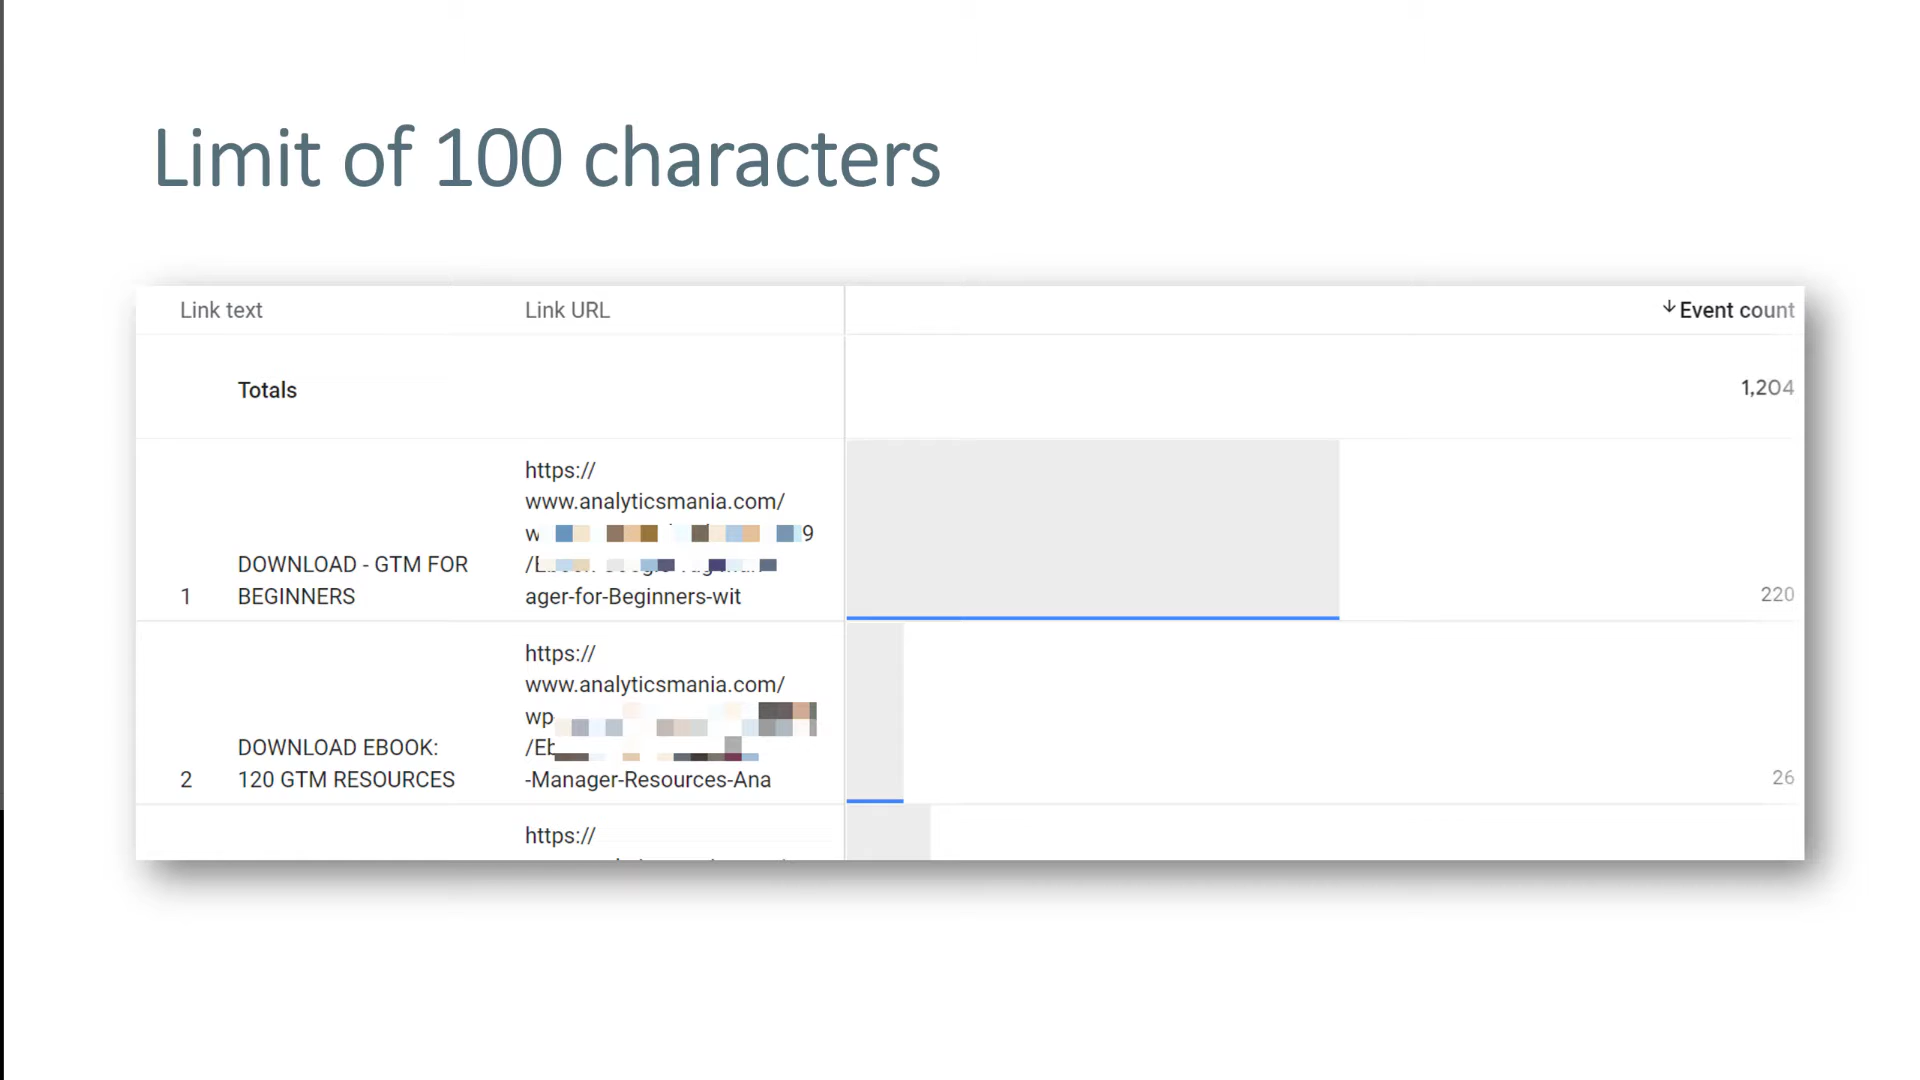 Limit of 100 characters
Link text Link URL ↓ Event count
Totals 1,204
https://
www.analyticsmania.com/
w 9
DOWNLOAD - GTM FOR
BEGINNERS
ager-for-Beginners-wit
1
220
https://
www.analyticsmania.com/
wp
DOWNLOAD EBOOK:
120 GTM RESOURCES
/Eb
-Manager-Resources-Ana
2
26
https://